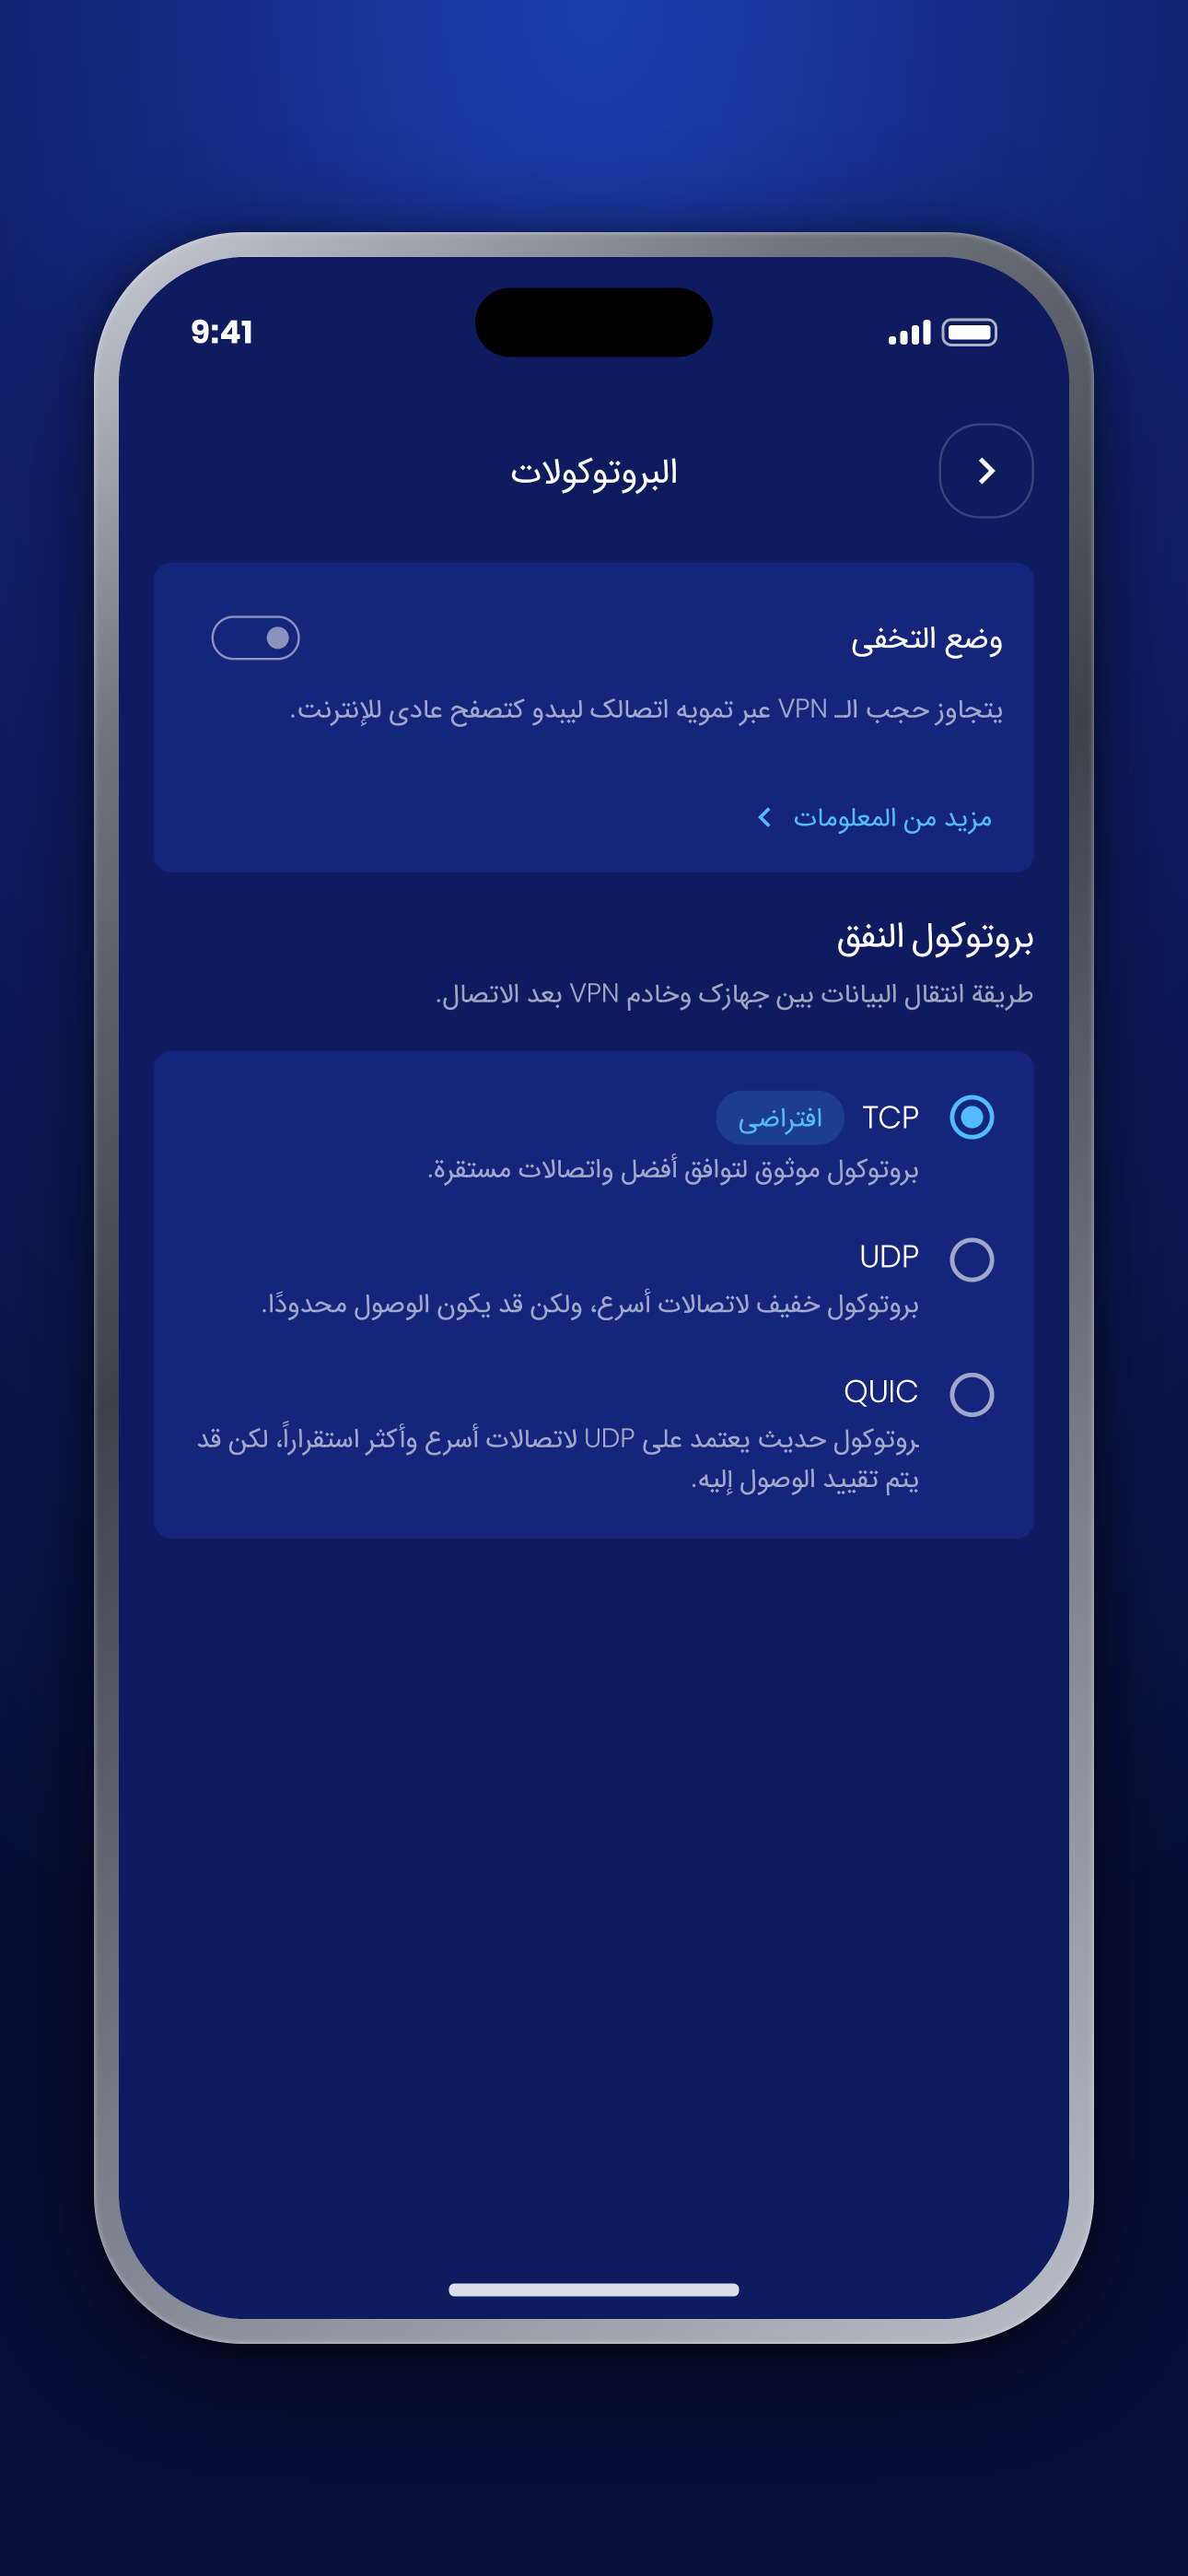 9:41
البروتوكولات
وضع التخفي
يتجاوز حجب الـ VPN عبر تمويه اتصالك ليبدو كتصفح عادي للإنترنت.
مزيد من المعلومات
بروتوكول النفق
طريقة انتقال البيانات بين جهازك وخادم VPN بعد الاتصال.
TCP افتراضي
بروتوكول موثوق لتوافق أفضل واتصالات مستقرة.
UDP
بروتوكول خفيف لاتصالات أسرع، ولكن قد يكون الوصول محدودًا.
QUIC
بروتوكول حديث يعتمد على UDP لاتصالات أسرع وأكثر استقراراً، لكن قد
يتم تقييد الوصول إليه.